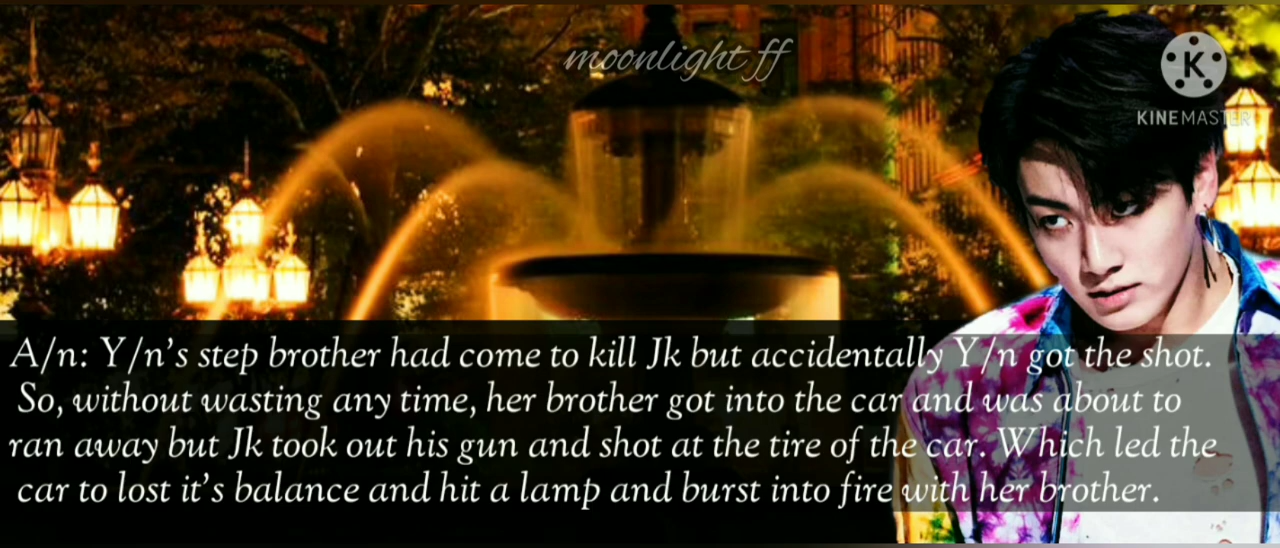 moonlight ff
K
KINEMASTER
A/n: Y/n's step brother had come to kill Jk but accidentally Y/n got the shot.
So, without wasting any time, her brother got into the car and was about to
ran away but Jk took out his gun and shot at the tire of the car. Which led the
car to lost it's balance and hit a lamp and burst into fire with her brother.